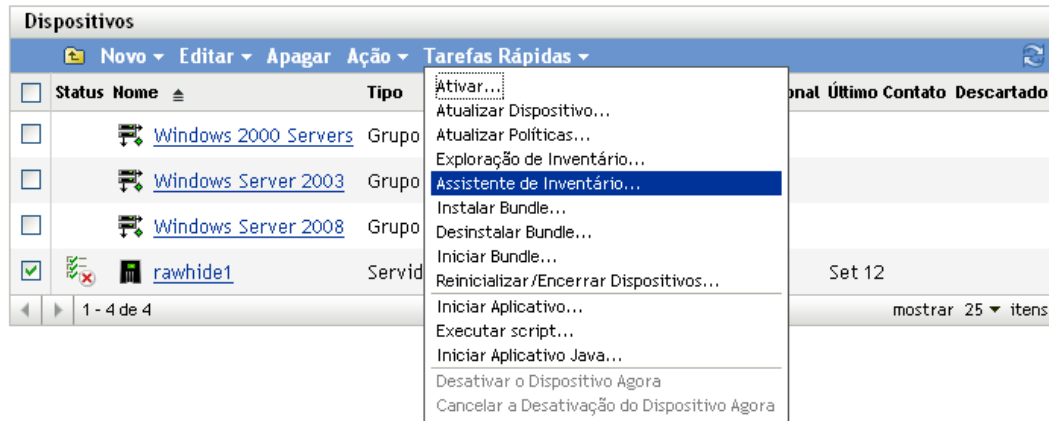 Dispositivos
Novo Editar Apagar Ação Tarefas Rápidas
Status Nome Tipo Último Contato Descartado
Ativar...
Atualizar Dispositivo...
Atualizar Políticas...
Exploração de Inventário...
Assistente de Inventário...
Instalar Bundle...
Desinstalar Bundle...
Iniciar Bundle...
Reinicializar/Encerrar Dispositivos...
Iniciar Aplicativo...
Executar script...
Iniciar Aplicativo Java...
Desativar o Dispositivo Agora
Cancelar a Desativação do Dispositivo Agora
Windows 2000 Servers Grupo
Windows Server 2003 Grupo
Windows Server 2008 Grupo
rawhide1 Servid Set 12
1 - 4 de 4 mostrar 25 itens